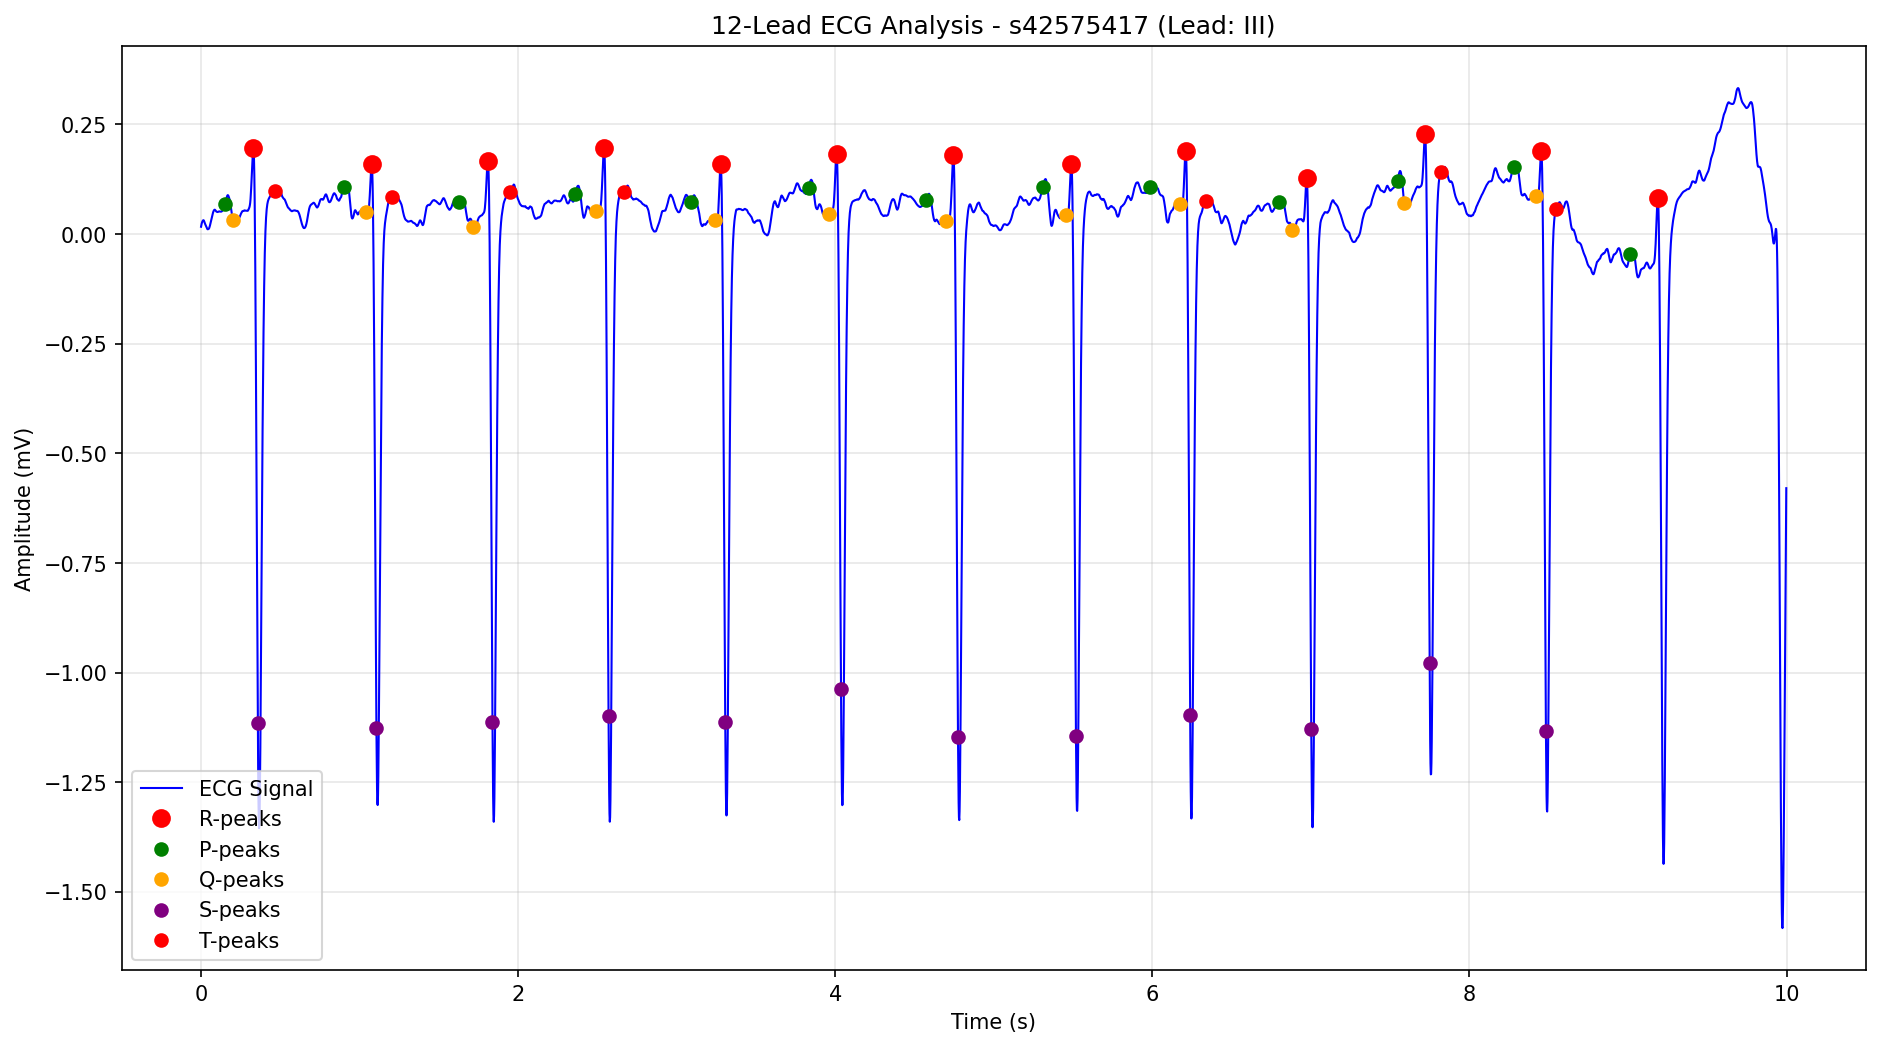 12-Lead ECG Analysis - s42575417 (Lead: III)
Amplitude (mV)
0.25
0.00
−0.25
−0.50
−0.75
−1.00
−1.25
−1.50
ECG Signal
R-peaks
P-peaks
Q-peaks
S-peaks
T-peaks
0 2 4 6 8 10
Time (s)